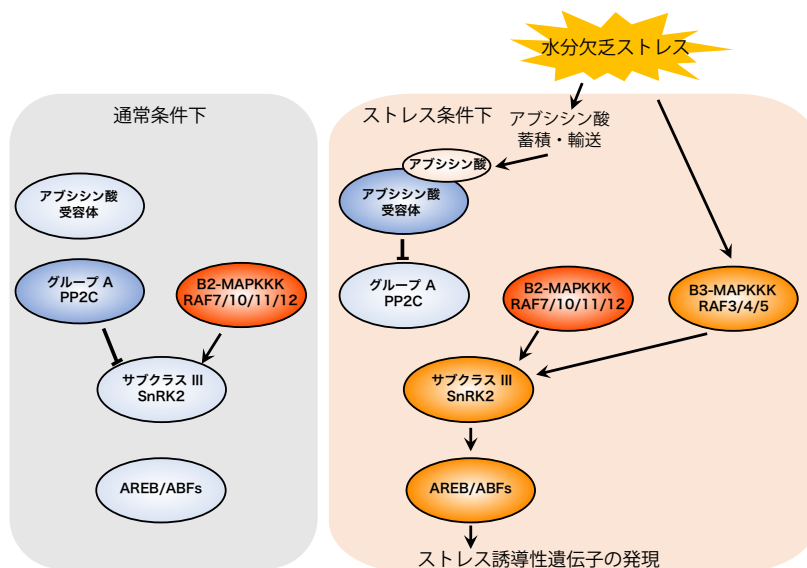 水分欠乏ストレス
通常条件下
アブシシン酸
受容体
グループ A
PP2C
B2-MAPKKK
RAF7/10/11/12
サブクラス III
SnRK2
AREB/ABFs
ストレス条件下
アブシシン酸
蓄積・輸送
アブシシン酸
アブシシン酸
受容体
グループ A
PP2C
B2-MAPKKK
RAF7/10/11/12
B3-MAPKKK
RAF3/4/5
サブクラス III
SnRK2
AREB/ABFs
ストレス誘導性遺伝子の発現